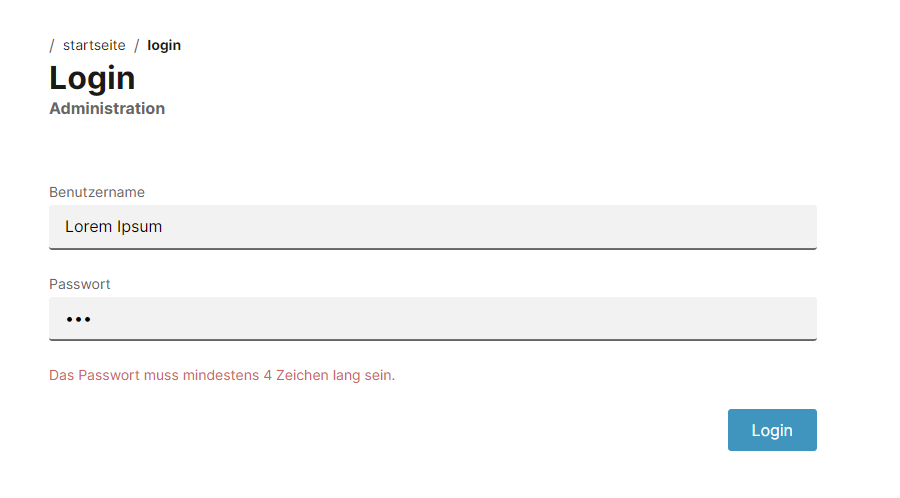 / startseite / login
Login
Administration
Benutzername
Lorem Ipsum
Passwort
•••
Das Passwort muss mindestens 4 Zeichen lang sein.
Login